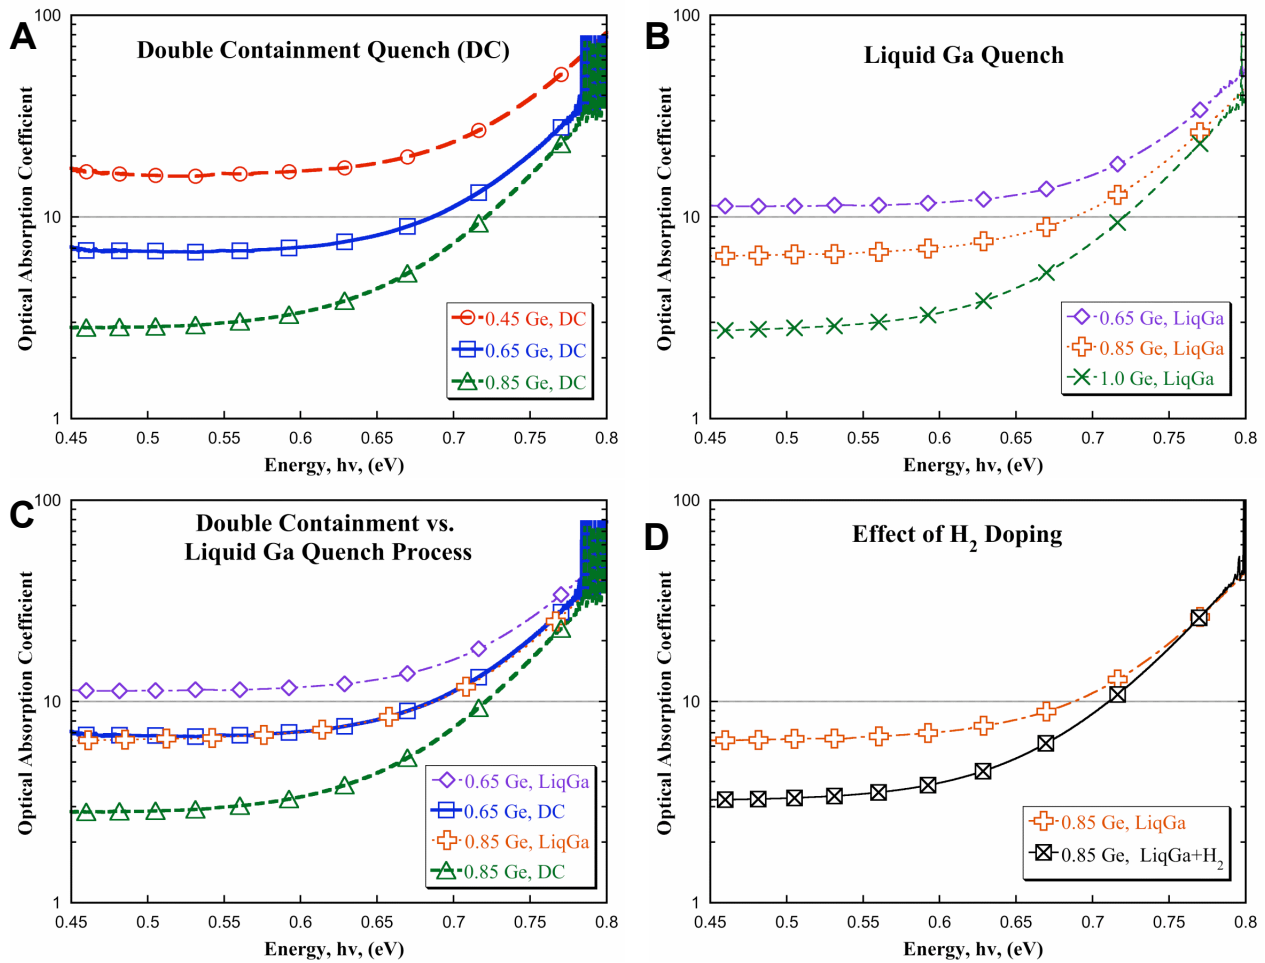 A
Double Containment Quench (DC)
100
10
1
Optical Absorption Coefficient
0.45 Ge, DC
0.65 Ge, DC
0.85 Ge, DC
0.45 0.5 0.55 0.6 0.65 0.7 0.75 0.8
Energy, hν, (eV)
B
Liquid Ga Quench
100
10
1
Optical Absorption Coefficient
0.65 Ge, LiqGa
0.85 Ge, LiqGa
1.0 Ge, LiqGa
0.45 0.5 0.55 0.6 0.65 0.7 0.75 0.8
Energy, hν, (eV)
C
Double Containment vs.
Liquid Ga Quench Process
100
10
1
Optical Absorption Coefficient
0.65 Ge, LiqGa
0.65 Ge, DC
0.85 Ge, LiqGa
0.85 Ge, DC
0.45 0.5 0.55 0.6 0.65 0.7 0.75 0.8
Energy, hν, (eV)
D
Effect of H2 Doping
100
10
1
Optical Absorption Coefficient
0.85 Ge, LiqGa
0.85 Ge, LiqGa+H2
0.45 0.5 0.55 0.6 0.65 0.7 0.75 0.8
Energy, hν, (eV)